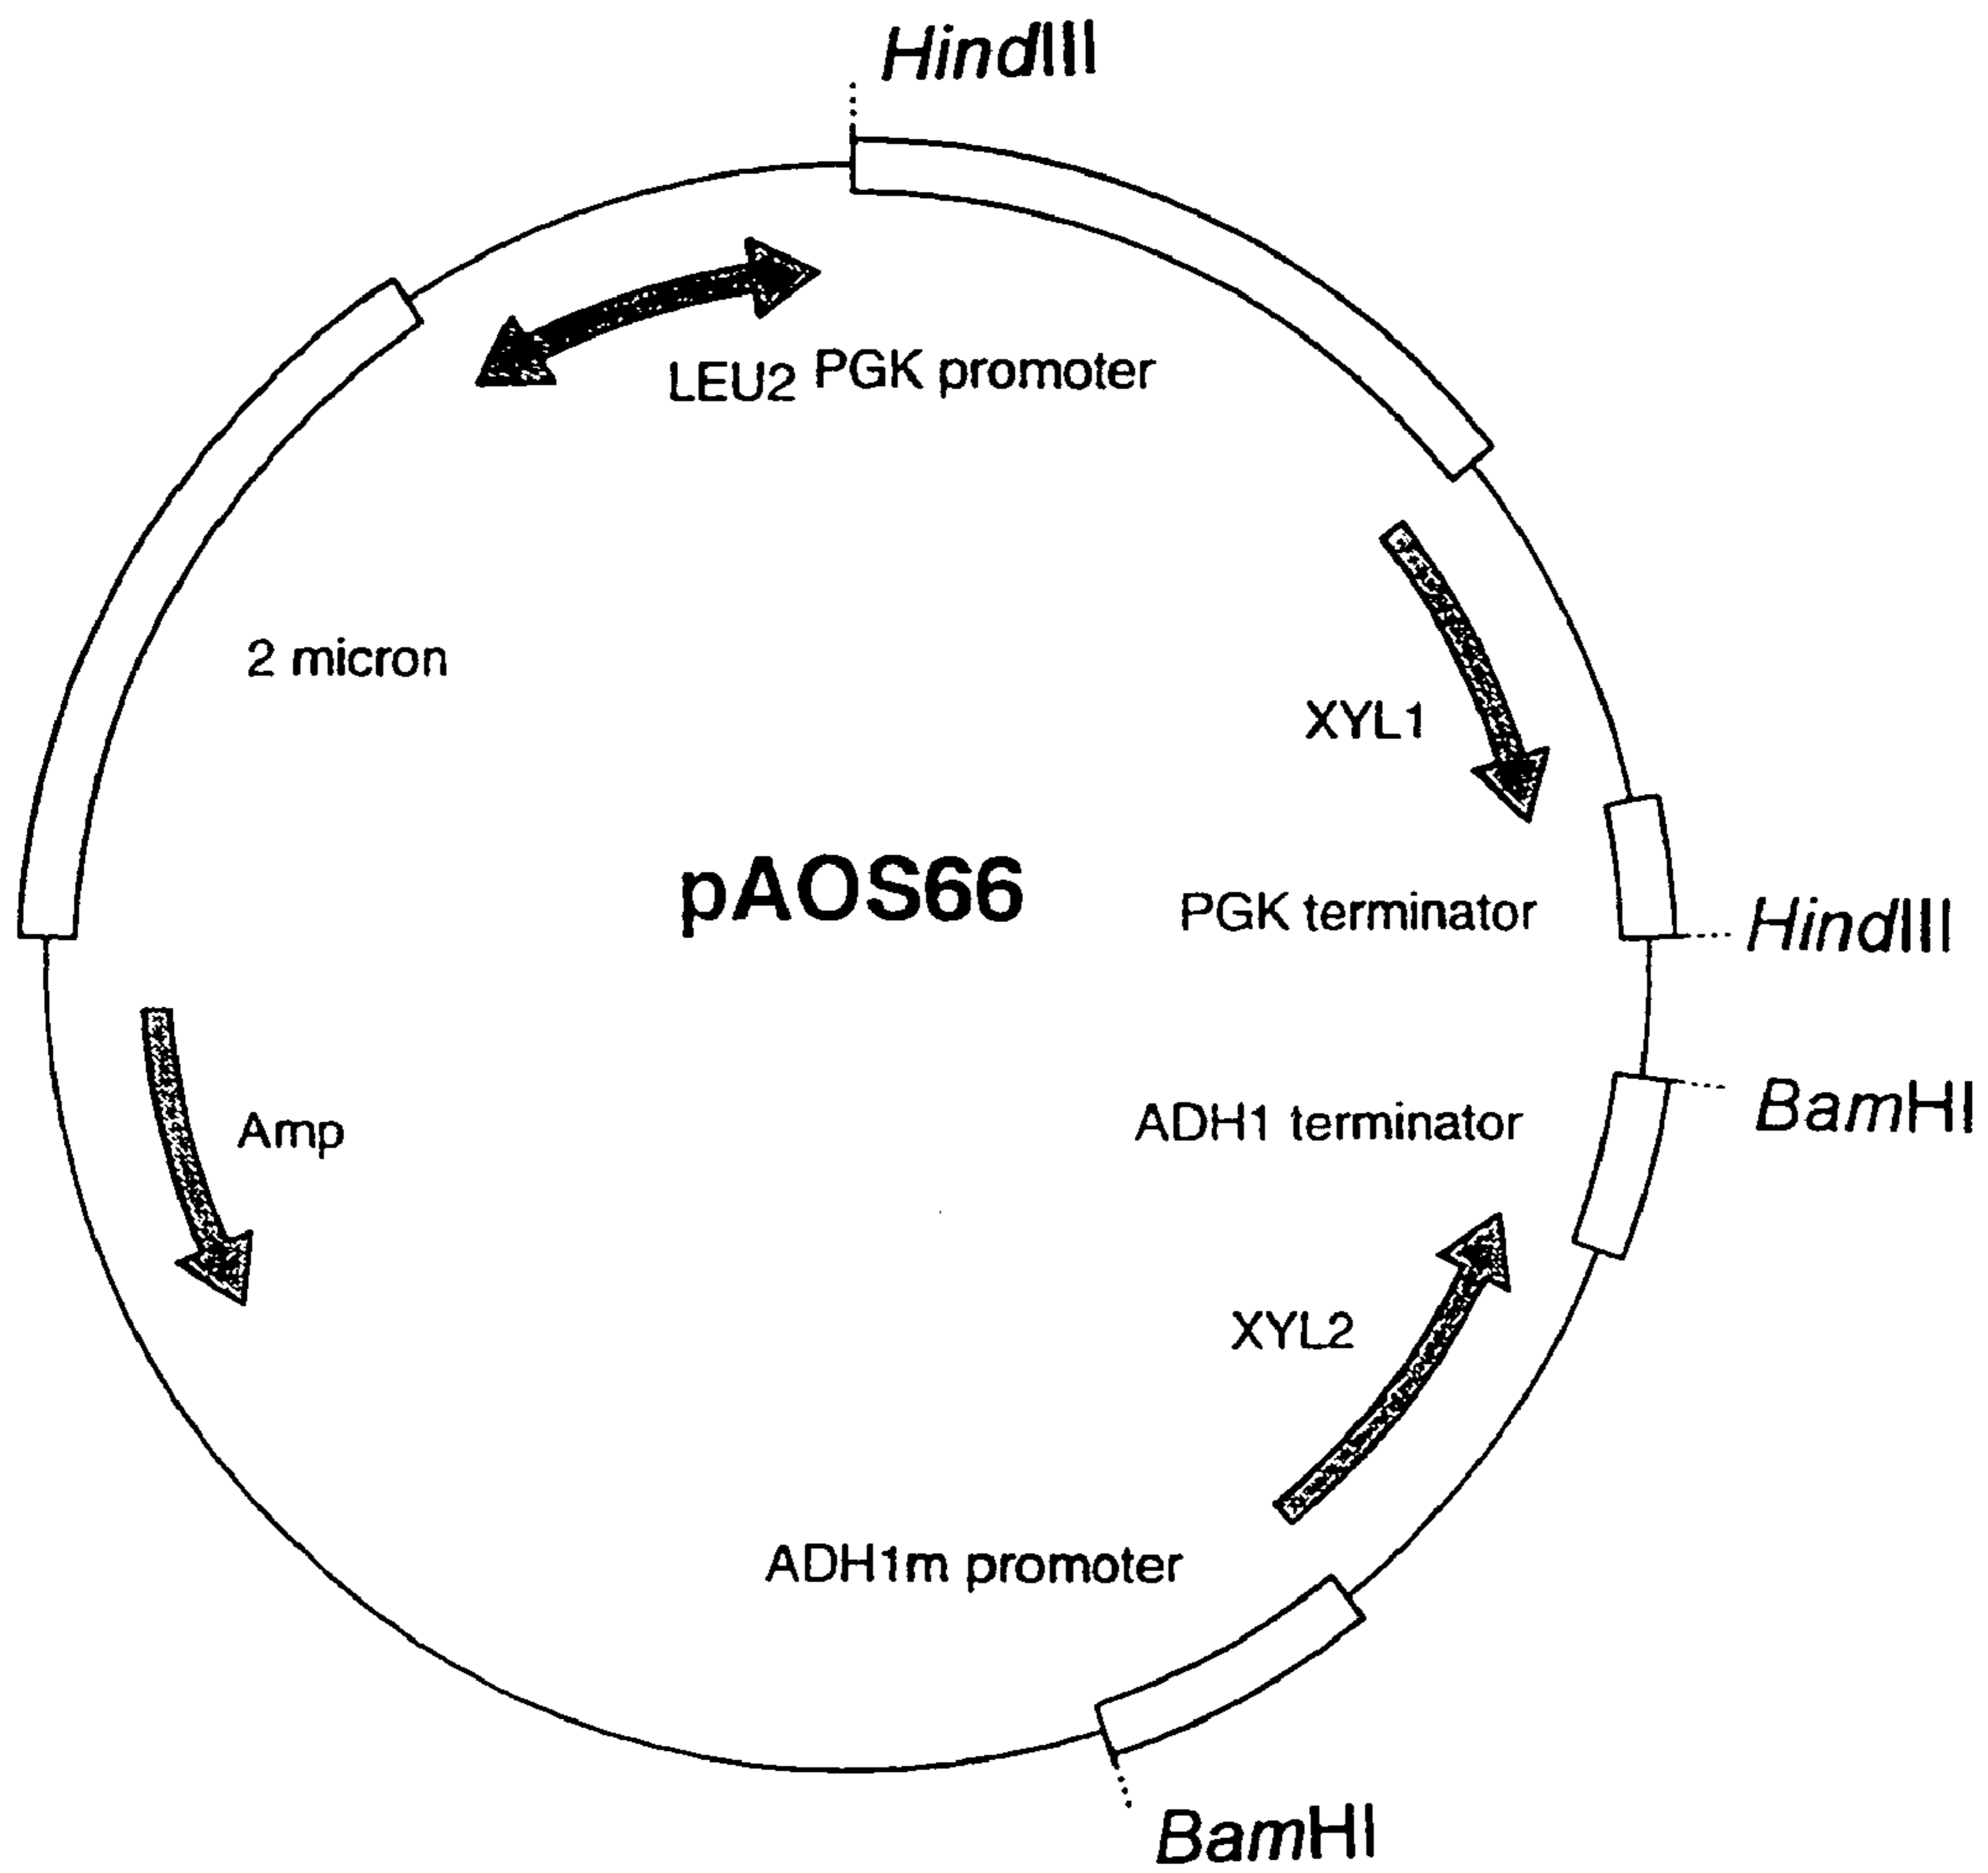 HindIII
LEU2 PGK promoter
2 micron
XYL1
pAOS66
PGK terminator
HindIII
BamHI
ADH1 terminator
Amp
XYL2
ADH1m promoter
BamHI